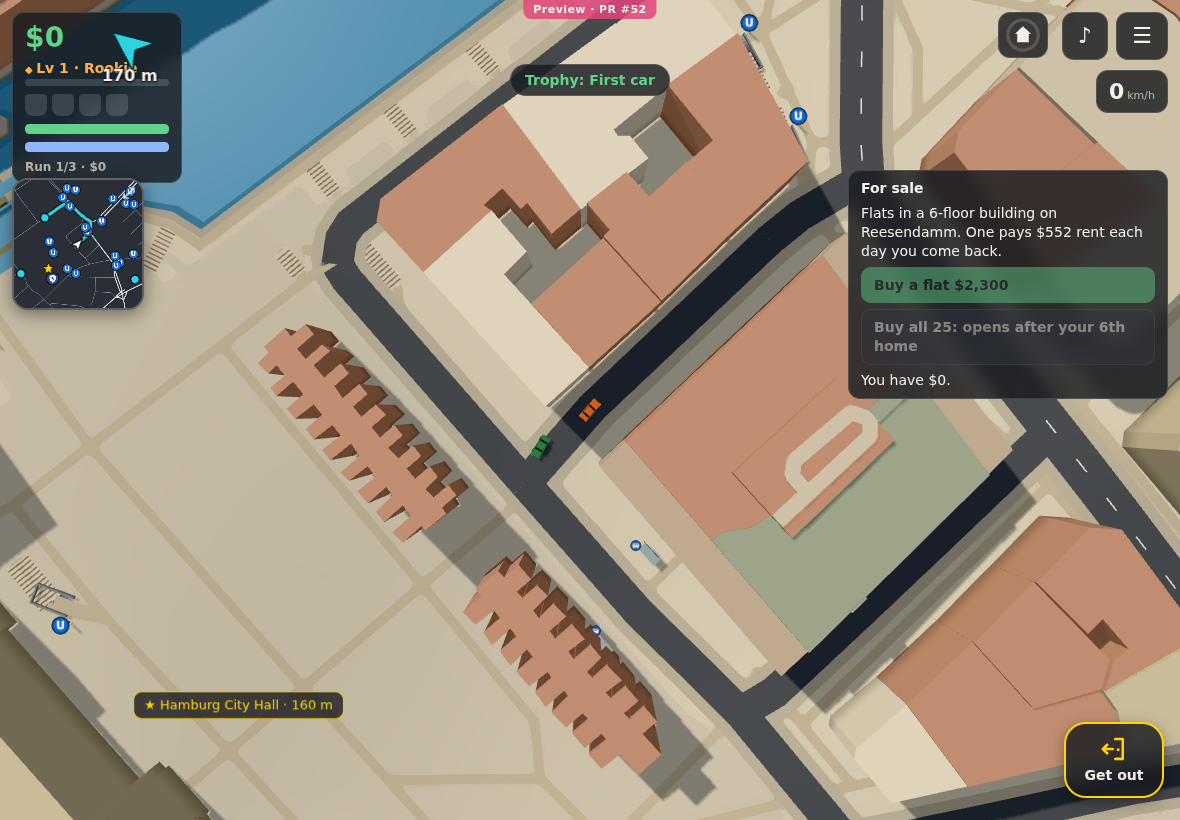 Preview · PR #52
$0
Lv 1 · Rookie
170 m
Run 1/3 · $0
Trophy: First car
0 km/h
For sale
Flats in a 6-floor building on
Reesendamm. One pays $552 rent each
day you come back.
Buy a flat $2,300
Buy all 25: opens after your 6th
home
You have $0.
U
U
U
★ Hamburg City Hall · 160 m
Get out